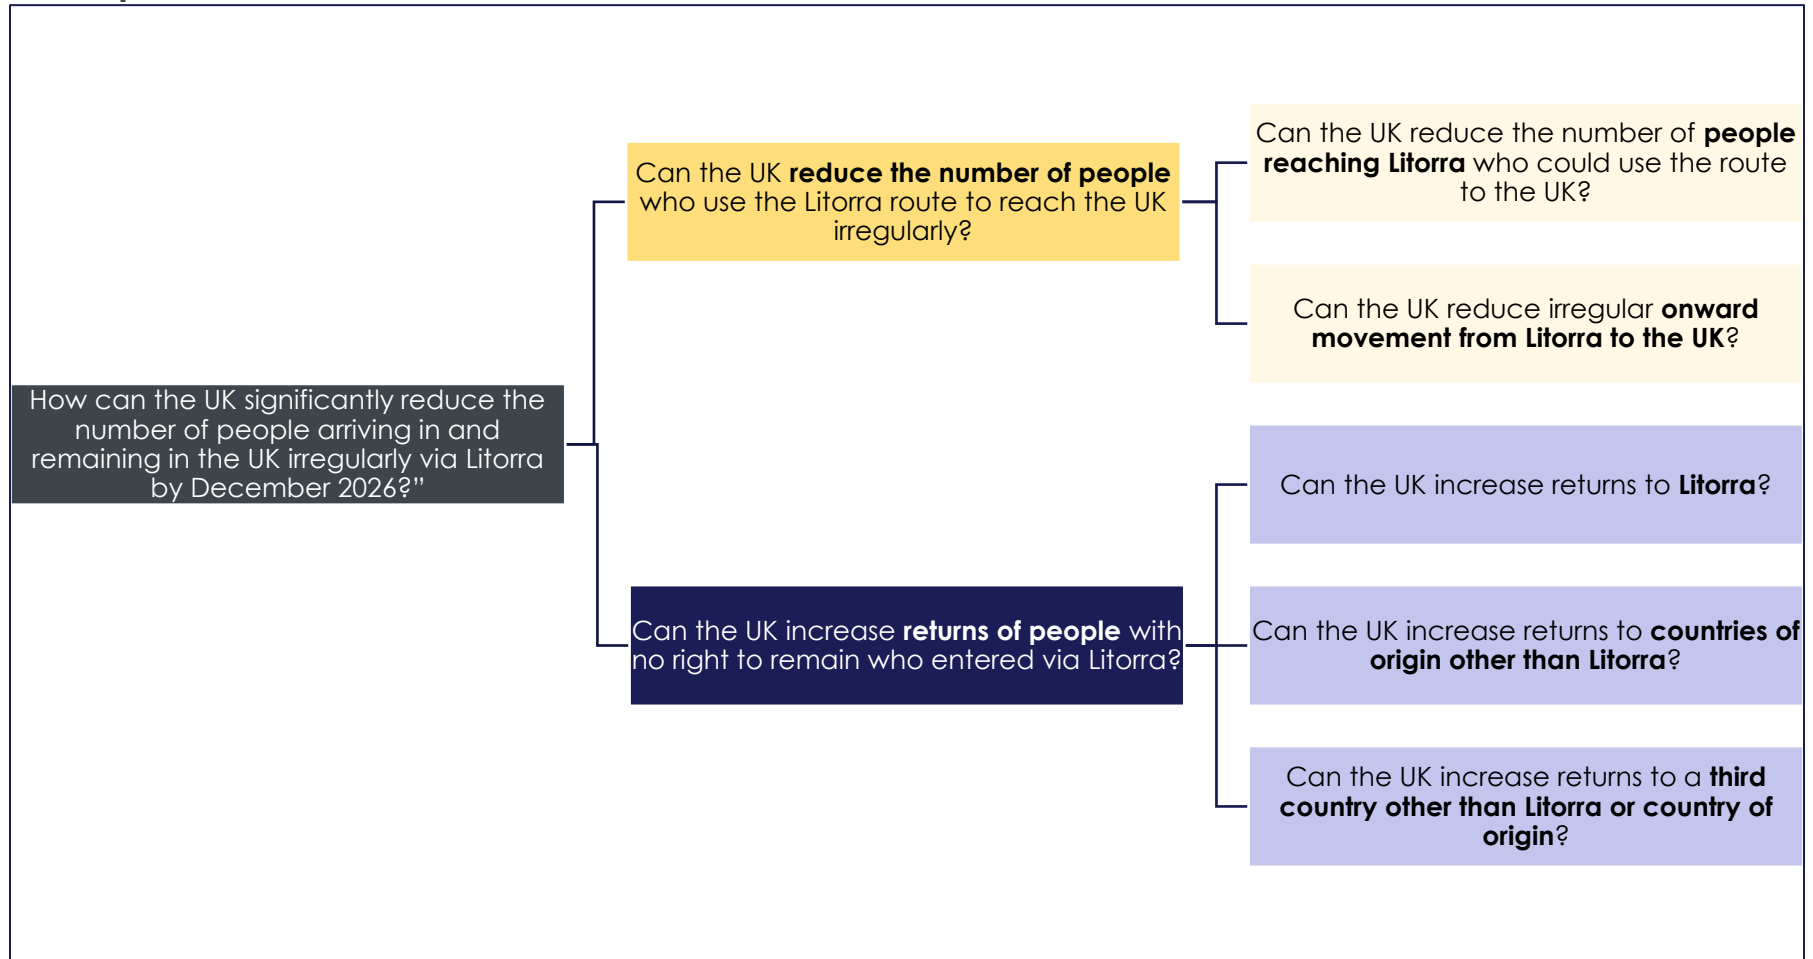 Can the UK reduce the number of people
reaching Litorra who could use the route
to the UK?
Can the UK reduce the number of people
who use the Litorra route to reach the UK
irregularly?
Can the UK reduce irregular onward
movement from Litorra to the UK?
How can the UK significantly reduce the
number of people arriving in and
remaining in the UK irregularly via Litorra
by December 2026?”
Can the UK increase returns to Litorra?
Can the UK increase returns of people with
no right to remain who entered via Litorra?
Can the UK increase returns to countries of
origin other than Litorra?
Can the UK increase returns to a third
country other than Litorra or country of
origin?